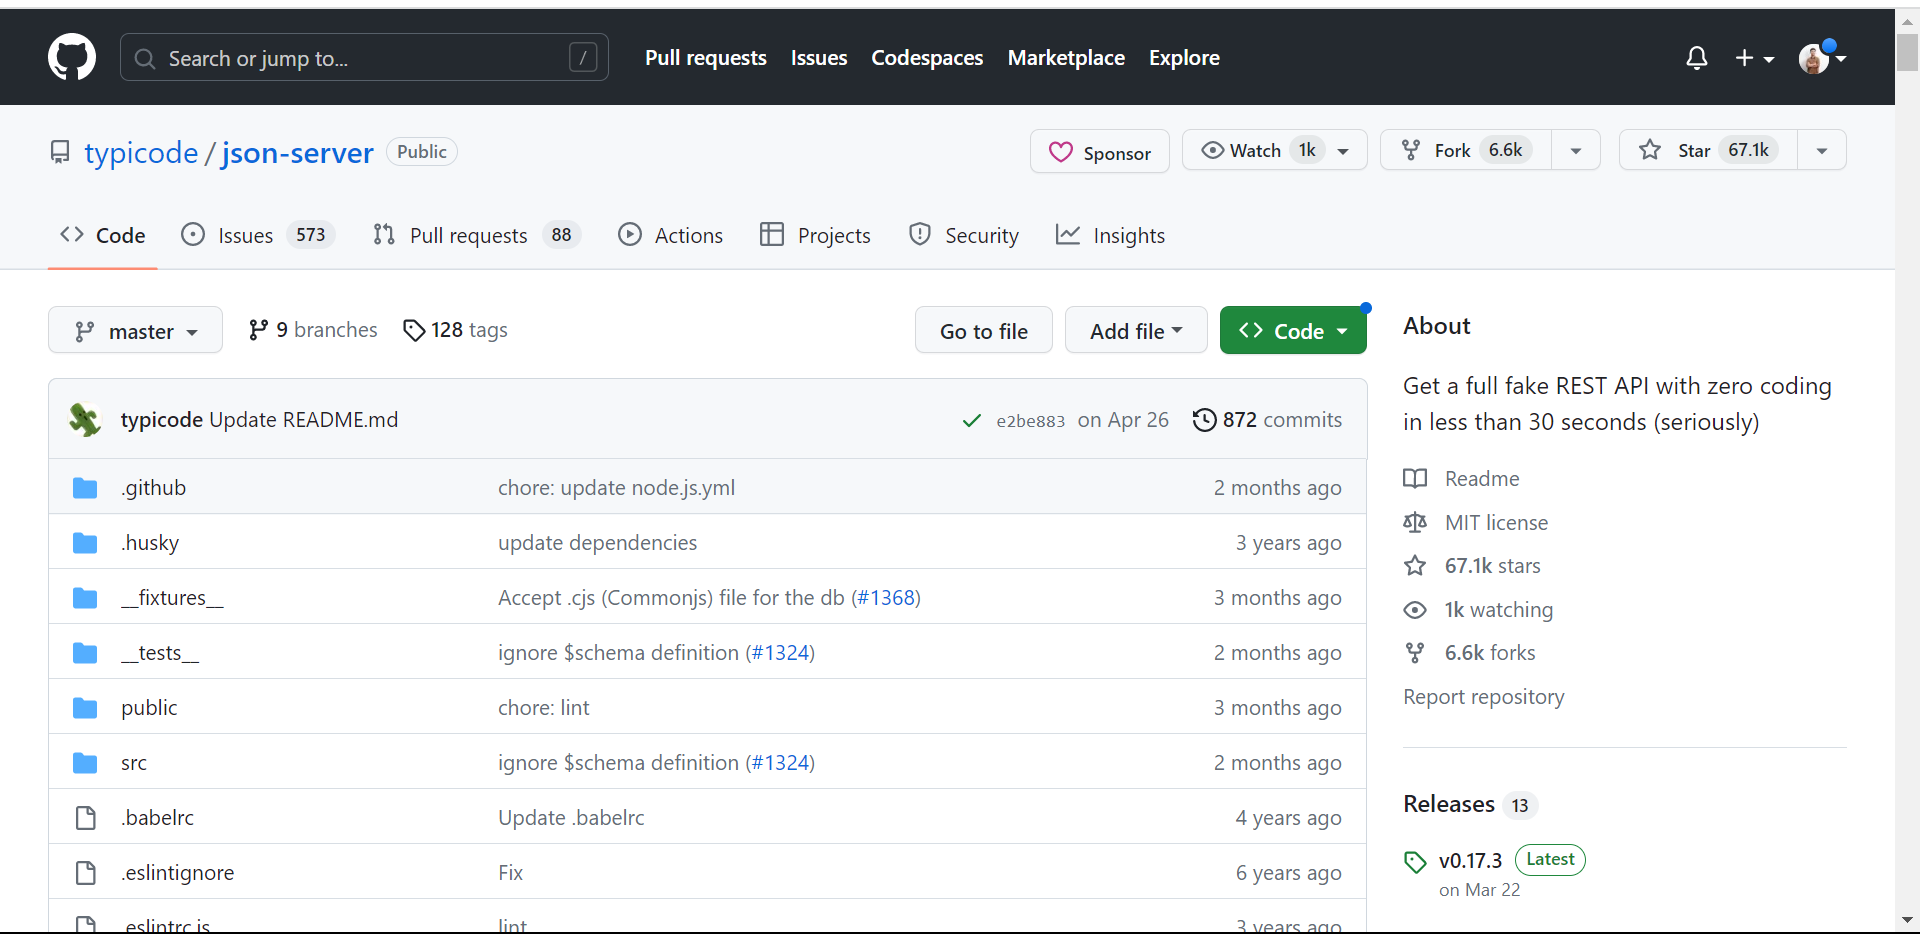 Search or jump to... /
Pull requests Issues Codespaces Marketplace Explore
typicode / json-server Public
Sponsor Watch 1k Fork 6.6k Star 67.1k
Code Issues 573 Pull requests 88 Actions Projects Security Insights
master 9 branches 128 tags Go to file Add file Code
typicode Update README.md e2be883 on Apr 26 872 commits
.github chore: update node.js.yml 2 months ago
.husky update dependencies 3 years ago
__fixtures__ Accept .cjs (Commonjs) file for the db (#1368) 3 months ago
__tests__ ignore $schema definition (#1324) 2 months ago
public chore: lint 3 months ago
src ignore $schema definition (#1324) 2 months ago
.babelrc Update .babelrc 4 years ago
.eslintignore Fix 6 years ago
.eslintrc.js lint 3 years ago
About
Get a full fake REST API with zero coding
in less than 30 seconds (seriously)
Readme
MIT license
67.1k stars
1k watching
6.6k forks
Report repository
Releases 13
v0.17.3 Latest
on Mar 22